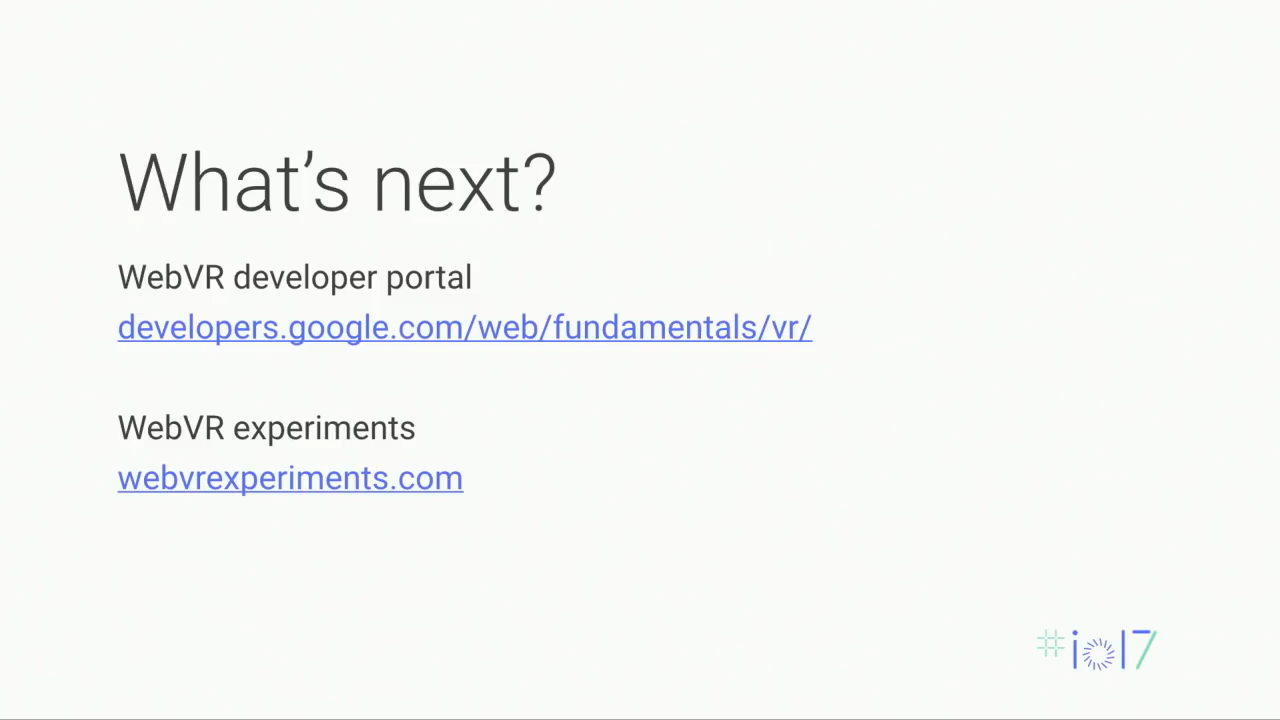 What’s next?
WebVR developer portal
developers.google.com/web/fundamentals/vr/
WebVR experiments
webvrexperiments.com
#io17